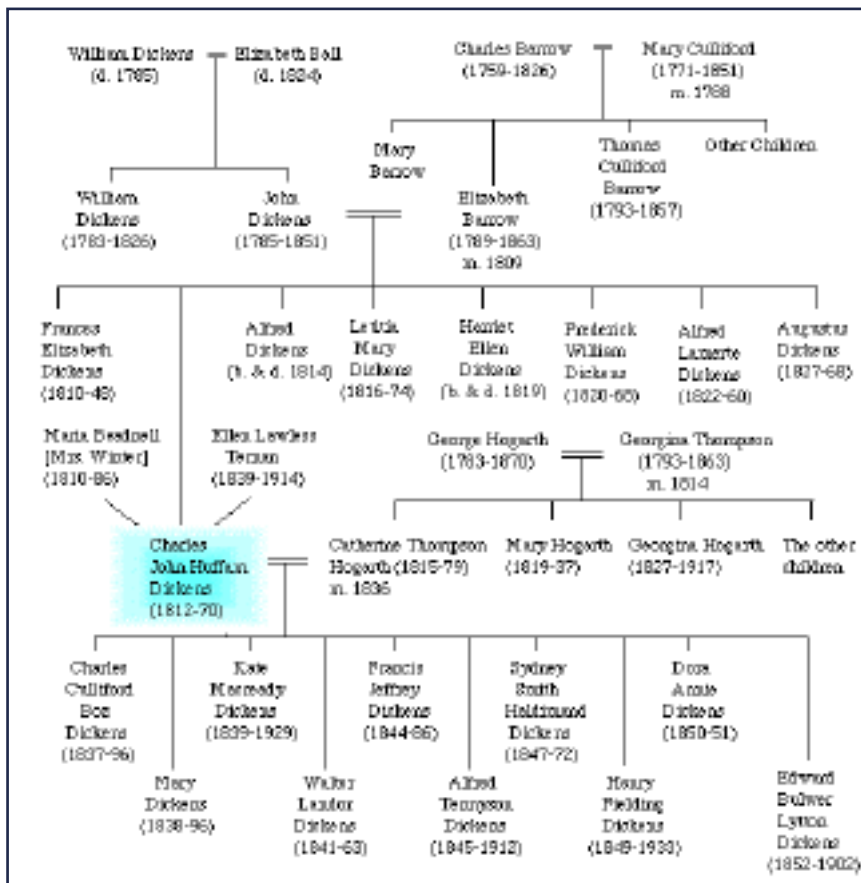 William Dickens
(d. 1785)
Elizabeth Ball
(d. 1824)
Charles Barrow
(1759-1826)
Mary Culliford
(1771-1851)
m. 1788
Mary
Barrow
Thomas
Culliford
Barrow
(1793-1857)
Other Children
William
Dickens
(1783-1826)
John
Dickens
(1785-1851)
Elizabeth
Barrow
(1789-1863)
m. 1809
Frances
Elizabeth
Dickens
(1810-48)
Alfred
Dickens
(b. & d. 1814)
Letitia
Mary
Dickens
(1816-74)
Harriet
Ellen
Dickens
(b. & d. 1819)
Frederick
William
Dickens
(1820-68)
Alfred
Lamerte
Dickens
(1822-60)
Augustus
Dickens
(1827-68)
Maria Beadnell
[Mrs. Winter]
(1810-86)
Ellen Lawless
Ternan
(1839-1914)
George Hogarth
(1783-1870)
Georgina Thompson
(1793-1863)
m. 1814
Charles
John Huffam
Dickens
(1812-70)
Catherine Thompson
Hogarth (1815-79)
m. 1836
Mary Hogarth
(1819-37)
Georgina Hogarth
(1827-1917)
The other
children
Charles
Culliford
Boz
Dickens
(1837-96)
Kate
Macready
Dickens
(1839-1929)
Francis
Jeffrey
Dickens
(1844-86)
Sydney
Smith
Haldimand
Dickens
(1847-72)
Dora
Annie
Dickens
(1850-51)
Mary
Dickens
(1838-96)
Walter
Landor
Dickens
(1841-63)
Alfred
Tennyson
Dickens
(1845-1912)
Henry
Fielding
Dickens
(1849-1933)
Edward
Bulwer
Lytton
Dickens
(1852-1902)